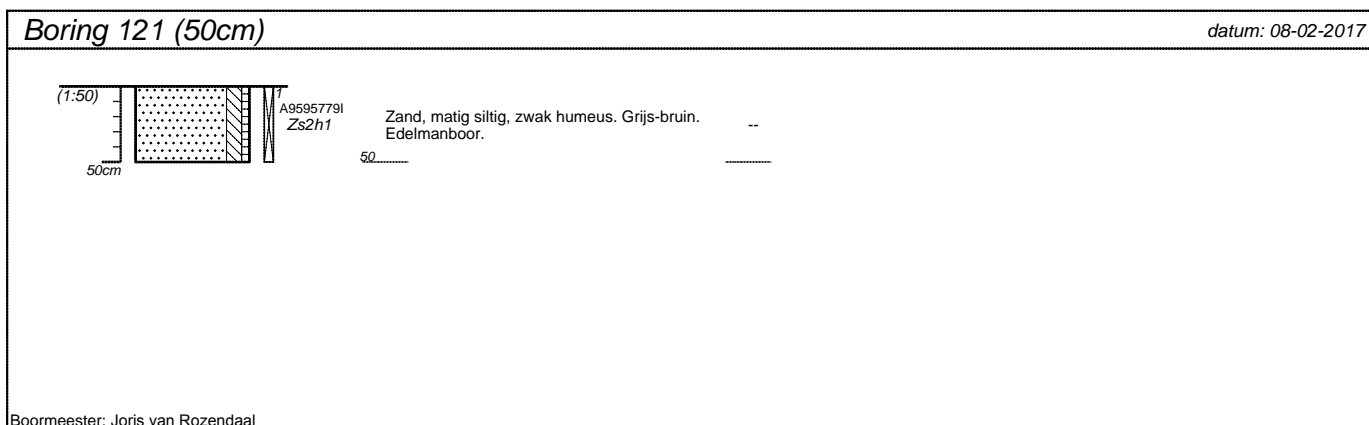 Boring 121 (50cm)
datum: 08-02-2017
(1:50)
1
A9595779I
Zs2h1
Zand, matig siltig, zwak humeus. Grijs-bruin.
Edelmanboor.
--
50
50cm
Boormeester: Joris van Rozendaal